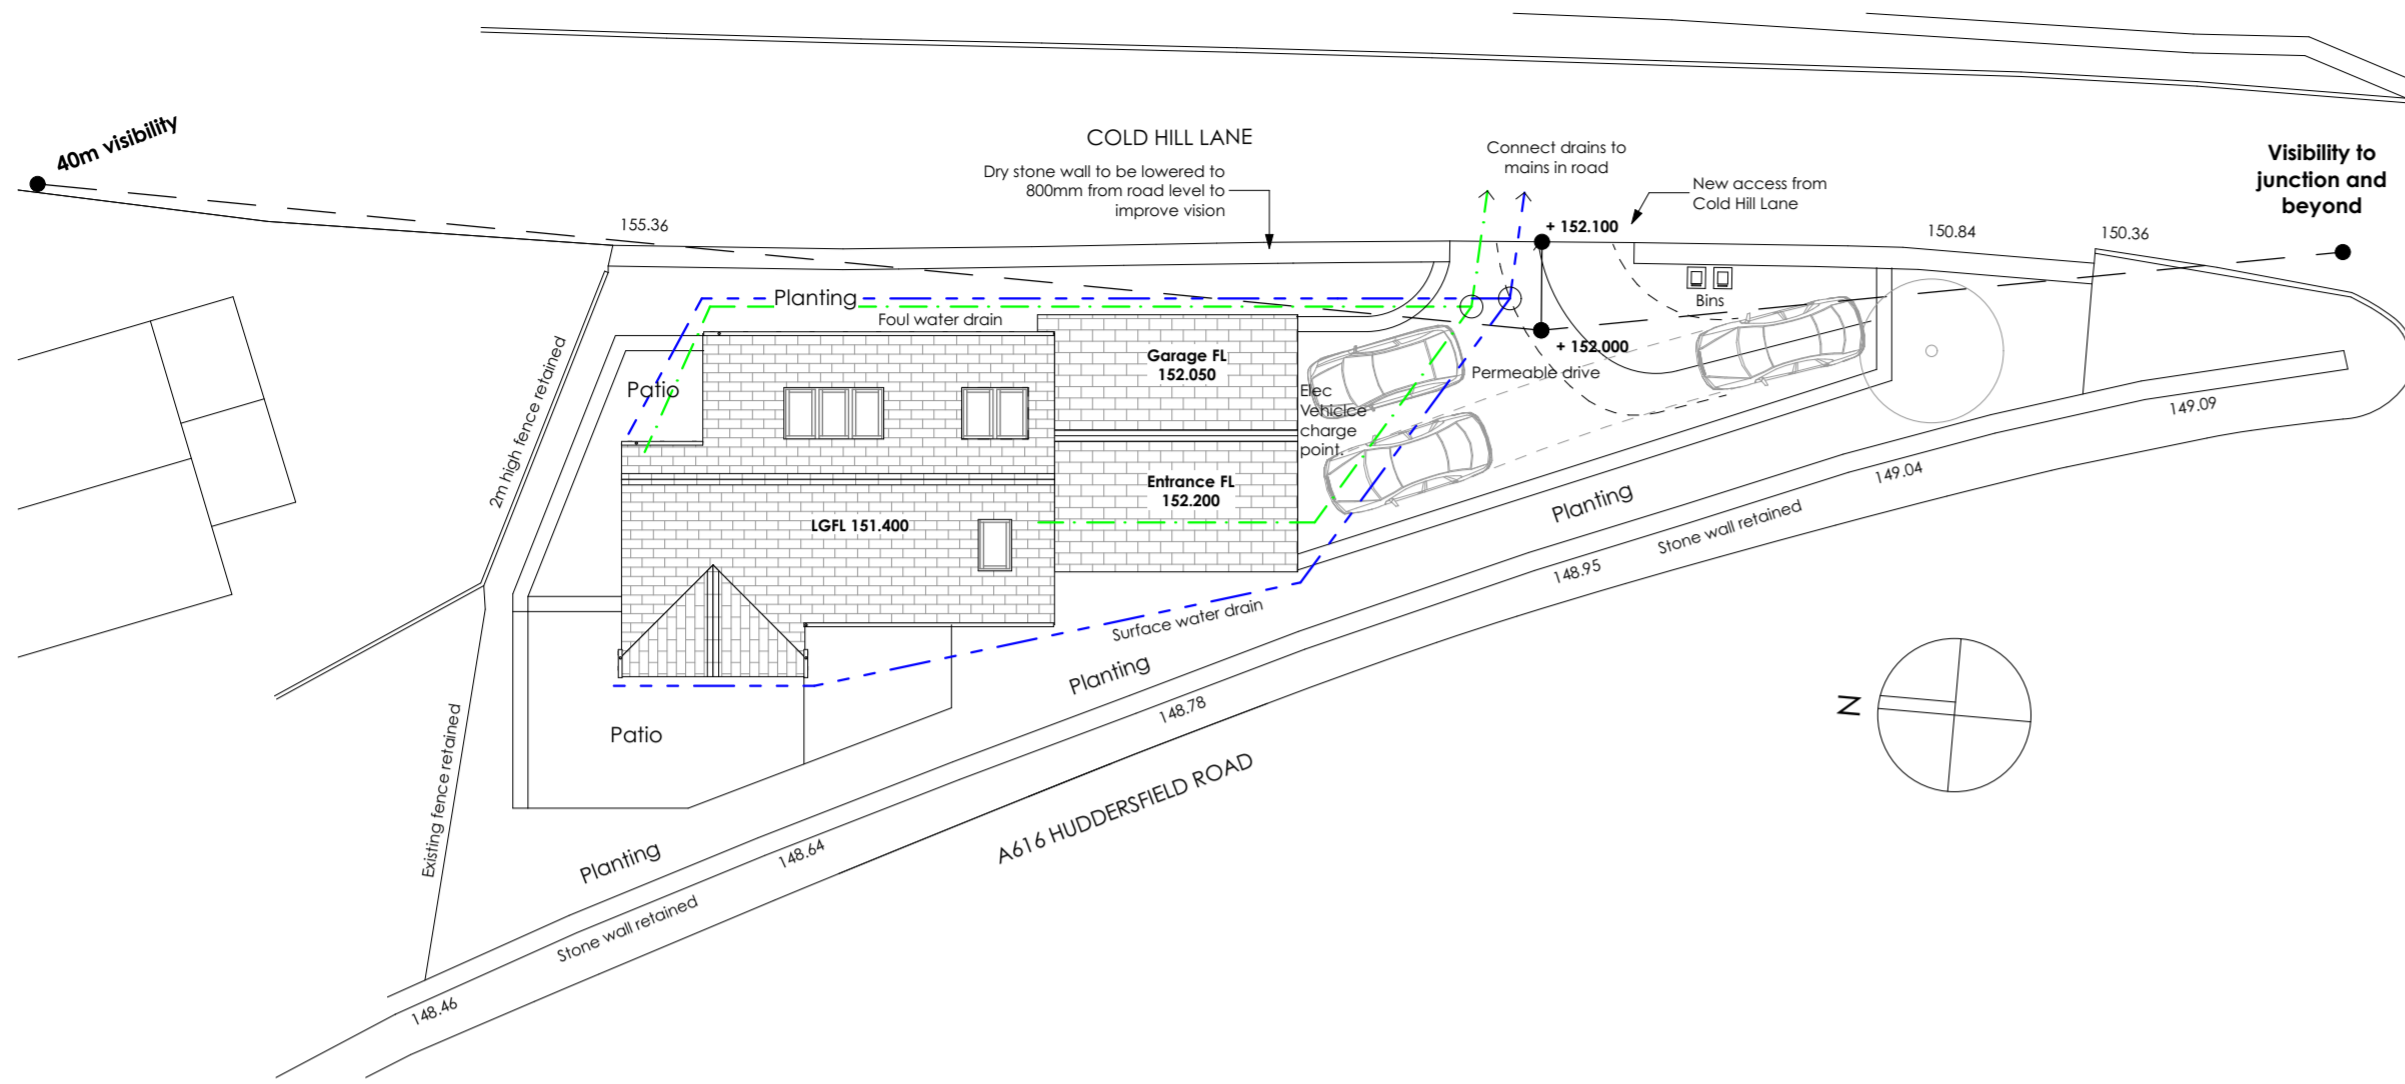 40m visibility
COLD HILL LANE
Dry stone wall to be lowered to
800mm from road level to
improve vision
Connect drains to
mains in road
New access from
Cold Hill Lane
Visibility to
junction and
beyond
155.36
+ 152.100
150.84
150.36
Planting
Foul water drain
Bins
2m high fence retained
Patio
Garage FL
152.050
+ 152.000
Permeable drive
Elec
Vehiclce
charge
point.
149.09
Entrance FL
152.200
LGFL 151.400
Planting
149.04
Stone wall retained
148.95
Surface water drain
Planting
148.78
Patio
Existing fence retained
A616 HUDDERSFIELD ROAD
Planting
148.64
Stone wall retained
148.46
N